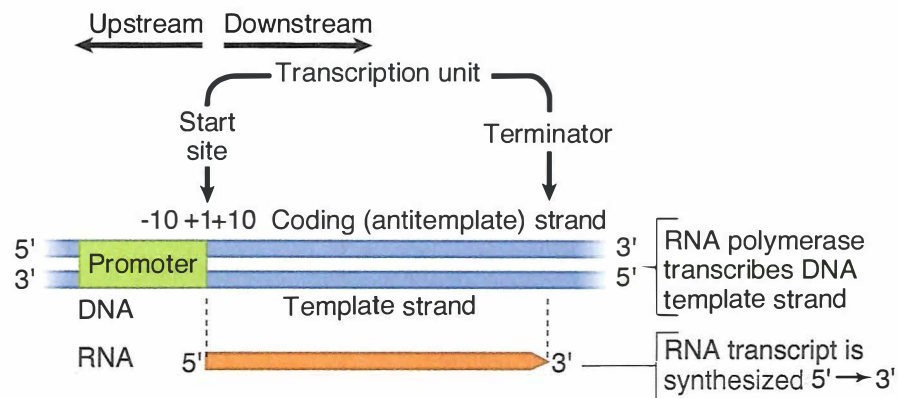 Upstream Downstream
Transcription unit
Start
site
Terminator
-10 +1+10 Coding (antitemplate) strand
5' 3'
Promoter
3' 5'
RNA polymerase
transcribes DNA
template strand
DNA Template strand
RNA 5' 3'
RNA transcript is
synthesized 5' → 3'